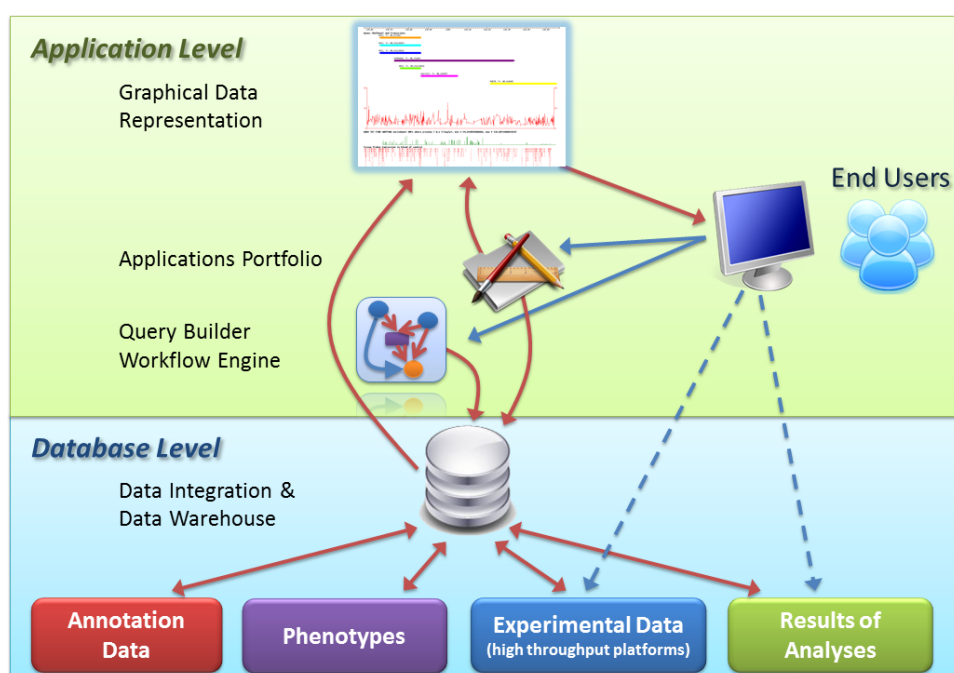 Application Level
Graphical Data
Representation
End Users
Applications Portfolio
Query Builder
Workflow Engine
Database Level
Data Integration &
Data Warehouse
Annotation
Data
Phenotypes
Experimental Data
(high throughput platforms)
Results of
Analyses